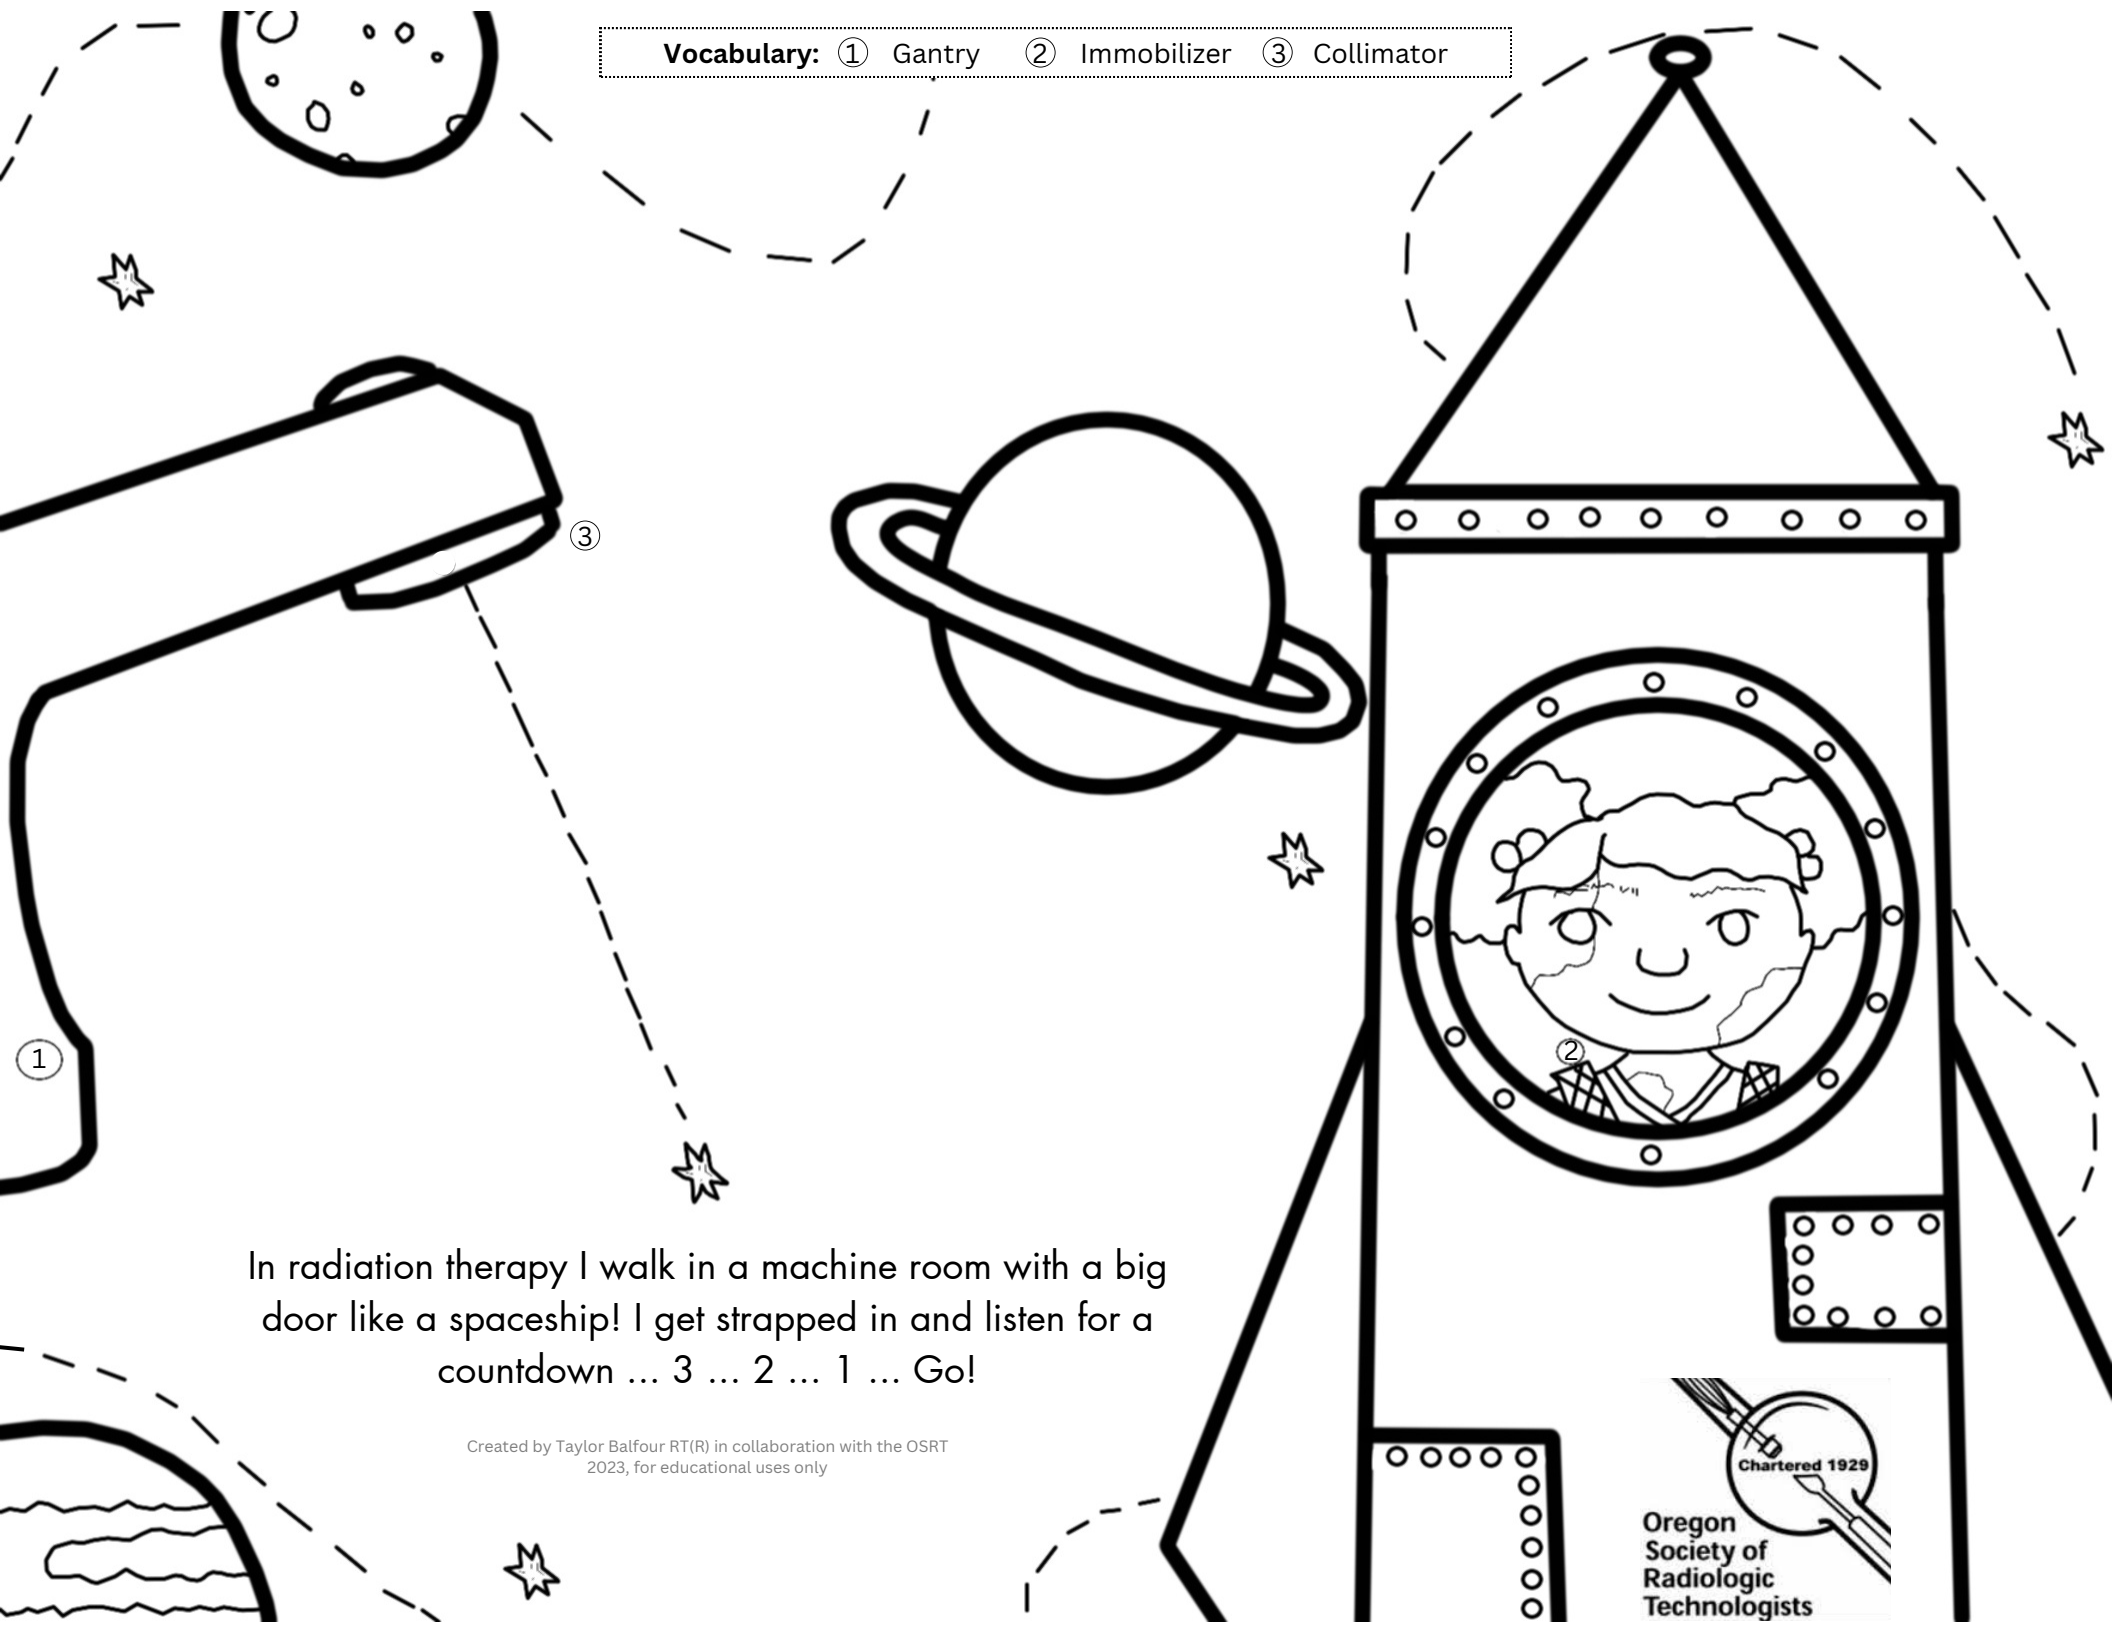 Vocabulary: 1 Gantry 2 Immobilizer 3 Collimator
3
1
2
In radiation therapy I walk in a machine room with a big
door like a spaceship! I get strapped in and listen for a
countdown ... 3 ... 2 ... 1 ... Go!
Created by Taylor Balfour RT(R) in collaboration with the OSRT
2023, for educational uses only
Chartered 1929
Oregon
Society of
Radiologic
Technologists